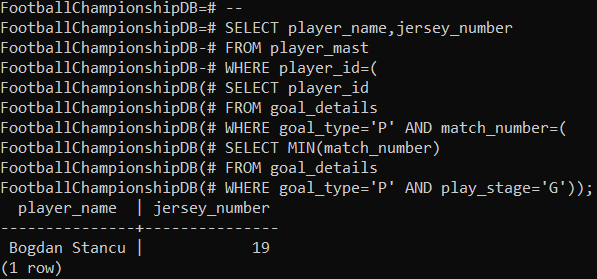 FootballChampionshipDB=# --
FootballChampionshipDB=# SELECT player_name,jersey_number
FootballChampionshipDB-# FROM player_mast
FootballChampionshipDB-# WHERE player_id=(
FootballChampionshipDB(# SELECT player_id
FootballChampionshipDB(# FROM goal_details
FootballChampionshipDB(# WHERE goal_type='P' AND match_number=(
FootballChampionshipDB(# SELECT MIN(match_number)
FootballChampionshipDB(# FROM goal_details
FootballChampionshipDB(# WHERE goal_type='P' AND play_stage='G'));
  player_name  | jersey_number
---------------+---------------
 Bogdan Stancu |            19
(1 row)